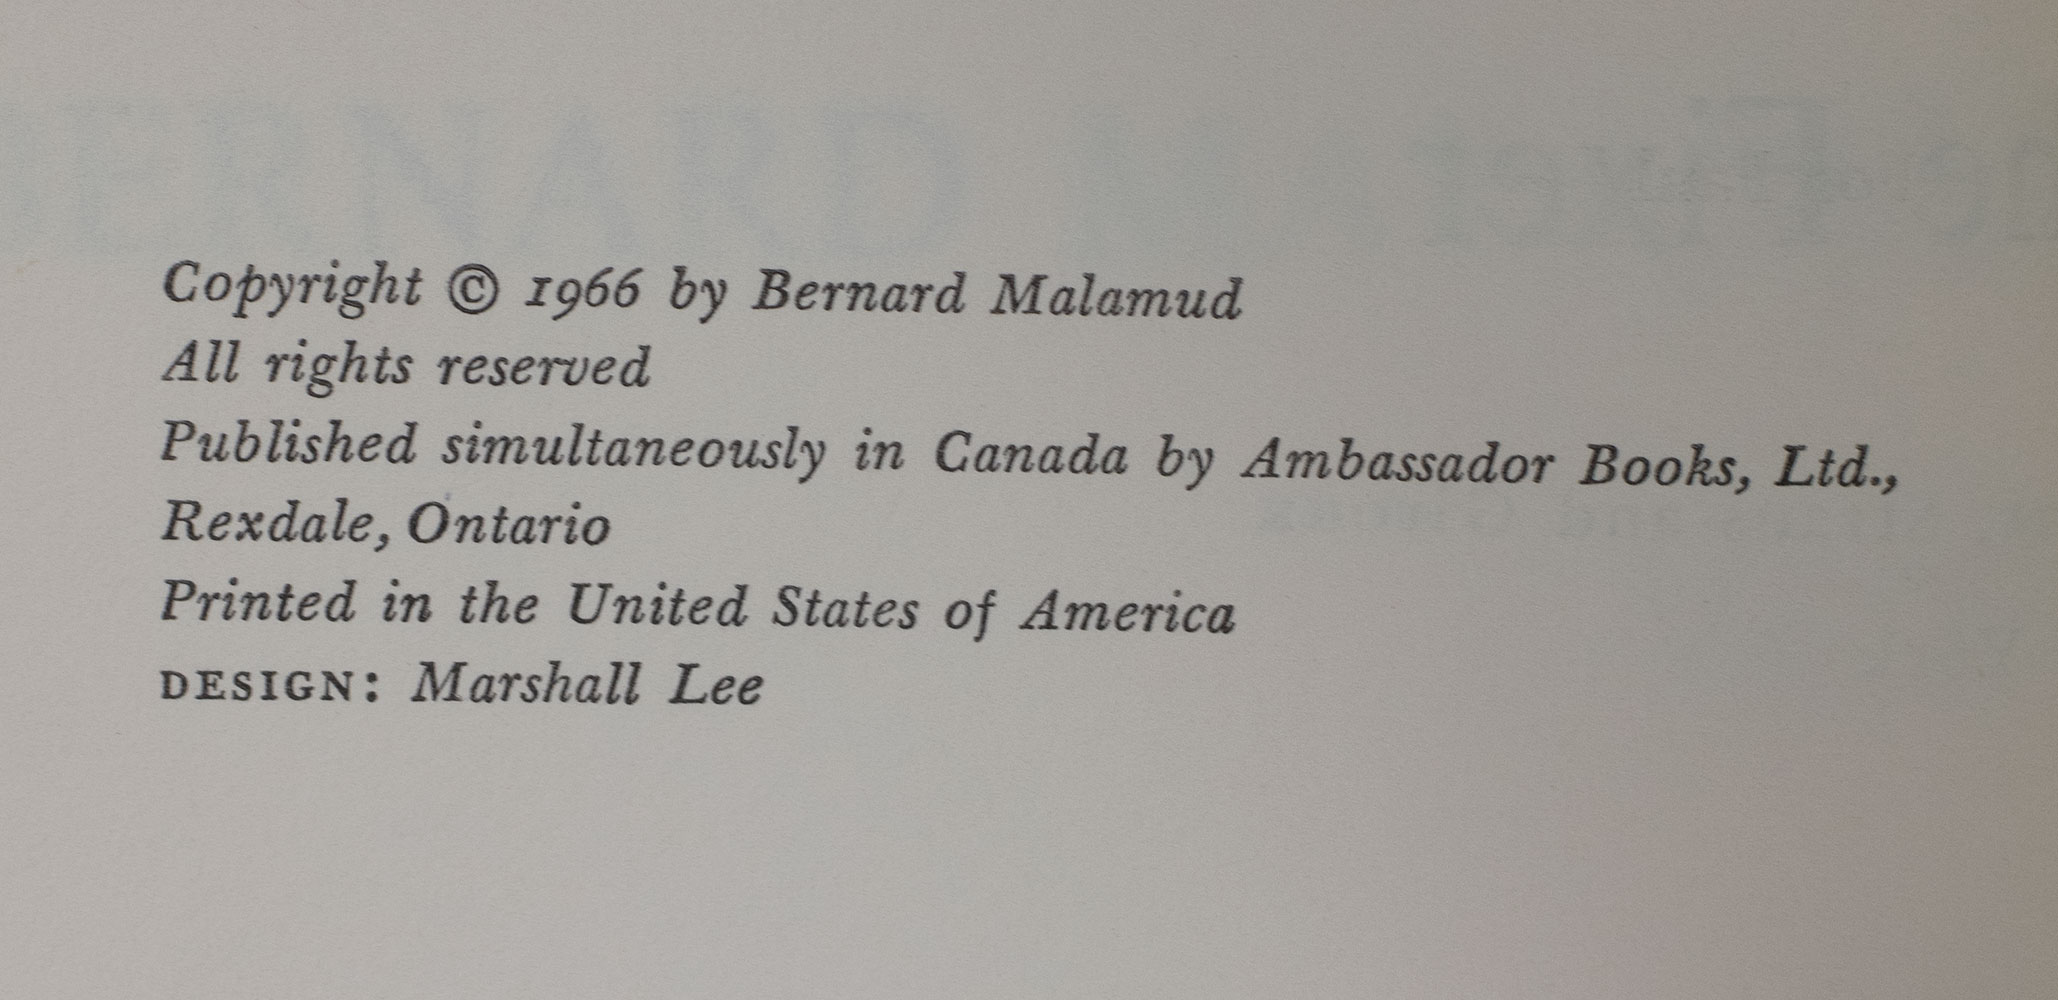 Copyright © 1966 by Bernard Malamud
All rights reserved
Published simultaneously in Canada by Ambassador Books, Ltd.,
Rexdale, Ontario
Printed in the United States of America
DESIGN: Marshall Lee